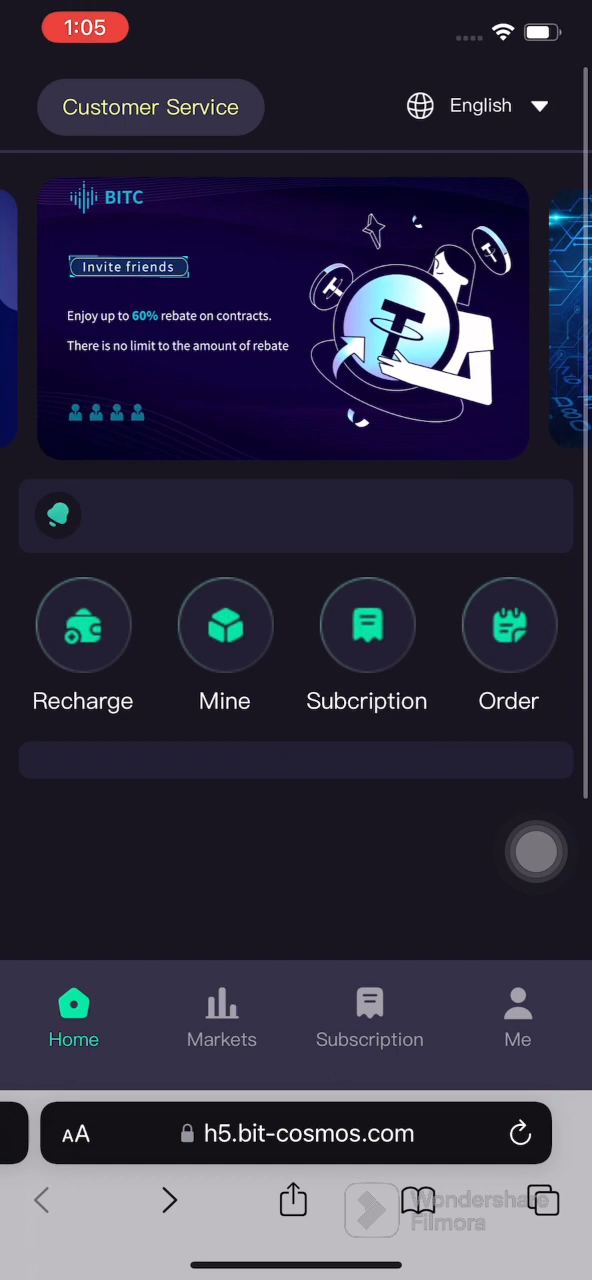 1:05
Customer Service
English
BITC
Invite friends
Enjoy up to 60% rebate on contracts.
There is no limit to the amount of rebate
Recharge
Mine
Subcription
Order
Home
Markets
Subscription
Me
AA
h5.bit-cosmos.com
Wondershare
Filmora